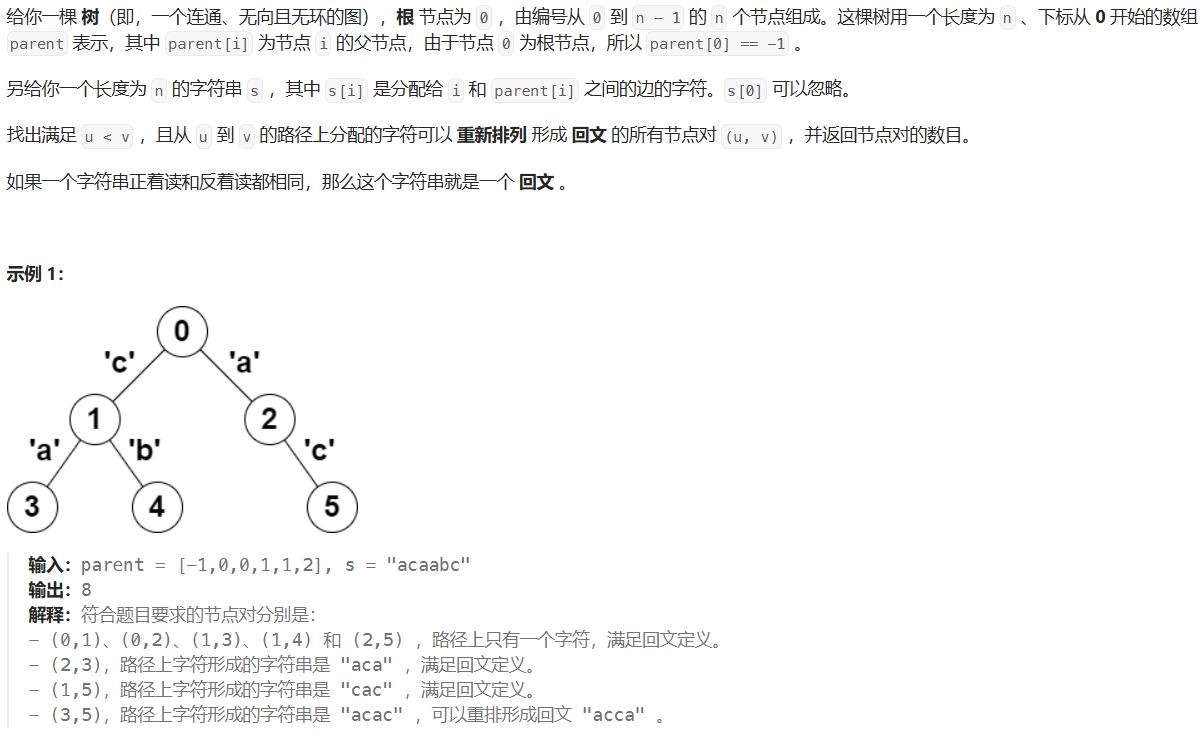 给你一棵 树（即，一个连通、无向且无环的图），根 节点为 0 ，由编号从 0 到 n - 1 的 n 个节点组成。这棵树用一个长度为 n 、下标从 0 开始的数组
parent 表示，其中 parent[i] 为节点 i 的父节点，由于节点 0 为根节点，所以 parent[0] == -1 。
另给你一个长度为 n 的字符串 s ，其中 s[i] 是分配给 i 和 parent[i] 之间的边的字符。s[0] 可以忽略。
找出满足 u < v ，且从 u 到 v 的路径上分配的字符可以 重新排列 形成 回文 的所有节点对 (u, v) ，并返回节点对的数目。
如果一个字符串正着读和反着读都相同，那么这个字符串就是一个 回文 。
示例 1：
0
'c' 'a'
1 2
'a' 'b' 'c'
3 4 5
输入：parent = [-1,0,0,1,1,2], s = "acaabc"
输出：8
解释：符合题目要求的节点对分别是：
- (0,1)、(0,2)、(1,3)、(1,4) 和 (2,5) ，路径上只有一个字符，满足回文定义。
- (2,3)，路径上字符形成的字符串是 "aca" ，满足回文定义。
- (1,5)，路径上字符形成的字符串是 "cac" ，满足回文定义。
- (3,5)，路径上字符形成的字符串是 "acac" ，可以重排形成回文 "acca" 。